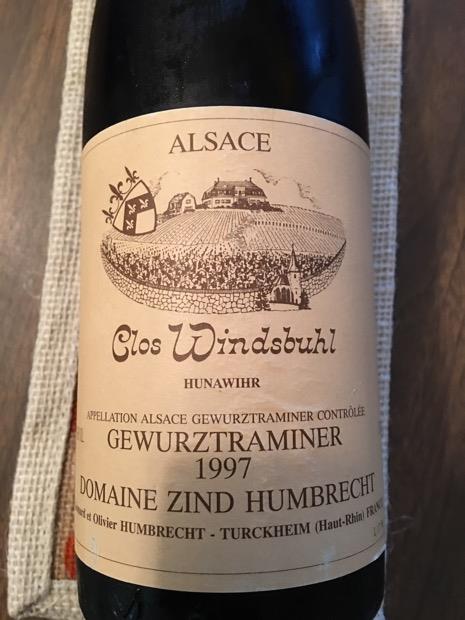 ALSACE
Clos Windsbuhl
HUNAWIHR
APPELLATION ALSACE GEWURZTRAMINER CONTRÔLÉE
GEWURZTRAMINER
1997
DOMAINE ZIND HUMBRECHT
et Olivier HUMBRECHT - TURCKHEIM (Haut-Rhin)